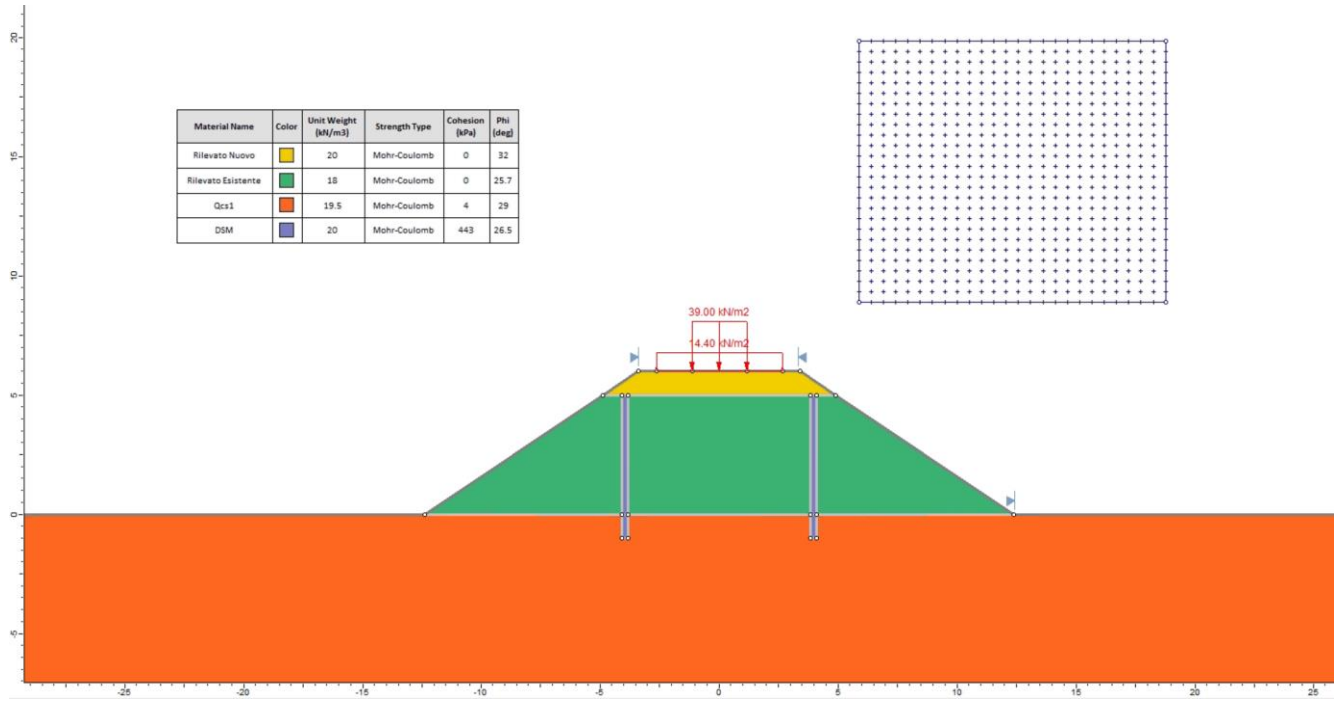 20
15
10
5
0
-5
Material Name Color Unit Weight (kN/m3) Strength Type Cohesion (kPa) Phi (deg)
Rilevato Nuovo 20 Mohr-Coulomb 0 32
Rilevato Esistente 18 Mohr-Coulomb 0 25.7
Qcs1 19.5 Mohr-Coulomb 4 29
DSM 20 Mohr-Coulomb 443 26.5
39.00 kN/m2
14.40 kN/m2
-25 -20 -15 -10 -5 0 5 10 15 20 25